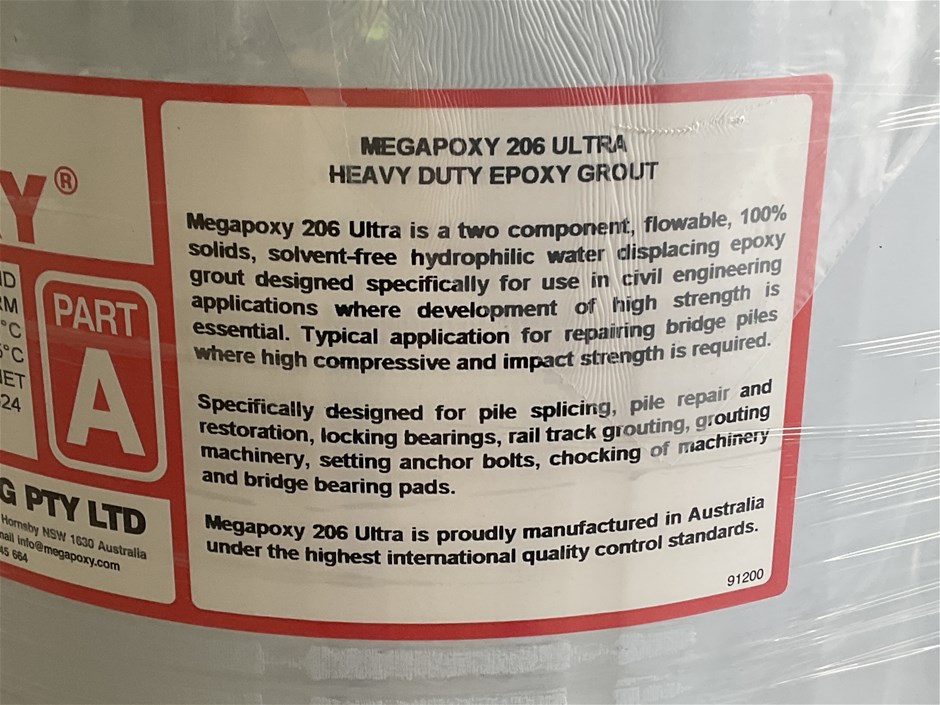 Y®
PART
A
°C
°C
24
G PTY LTD
Hornsby NSW 1630 Australia
info@megapoxy.com
MEGAPOXY 206 ULTRA
HEAVY DUTY EPOXY GROUT
Megapoxy 206 Ultra is a two component, flowable, 100%
solids, solvent-free hydrophilic water displacing epoxy
grout designed specifically for use in civil engineering
applications where development of high strength is
essential. Typical application for repairing bridge piles
where high compressive and impact strength is required.
Specifically designed for pile splicing, pile repair and
restoration, locking bearings, rail track grouting, grouting
machinery, setting anchor bolts, chocking of machinery
and bridge bearing pads.
Megapoxy 206 Ultra is proudly manufactured in Australia
under the highest international quality control standards.
91200